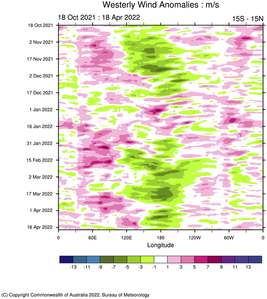 Westerly Wind Anomalies : m/s
18 Oct 2021 : 18 Apr 2022 15S - 15N
18 Oct 2021
2 Nov 2021
17 Nov 2021
2 Dec 2021
17 Dec 2021
1 Jan 2022
16 Jan 2022
31 Jan 2022
15 Feb 2022
2 Mar 2022
17 Mar 2022
1 Apr 2022
16 Apr 2022
0 60E 120E 180 120W 60W 0
Longitude
-13 -11 -9 -7 -5 -3 -1 1 3 5 7 9 11 13
(C) Copyright Commonwealth of Australia 2022. Bureau of Meteorology